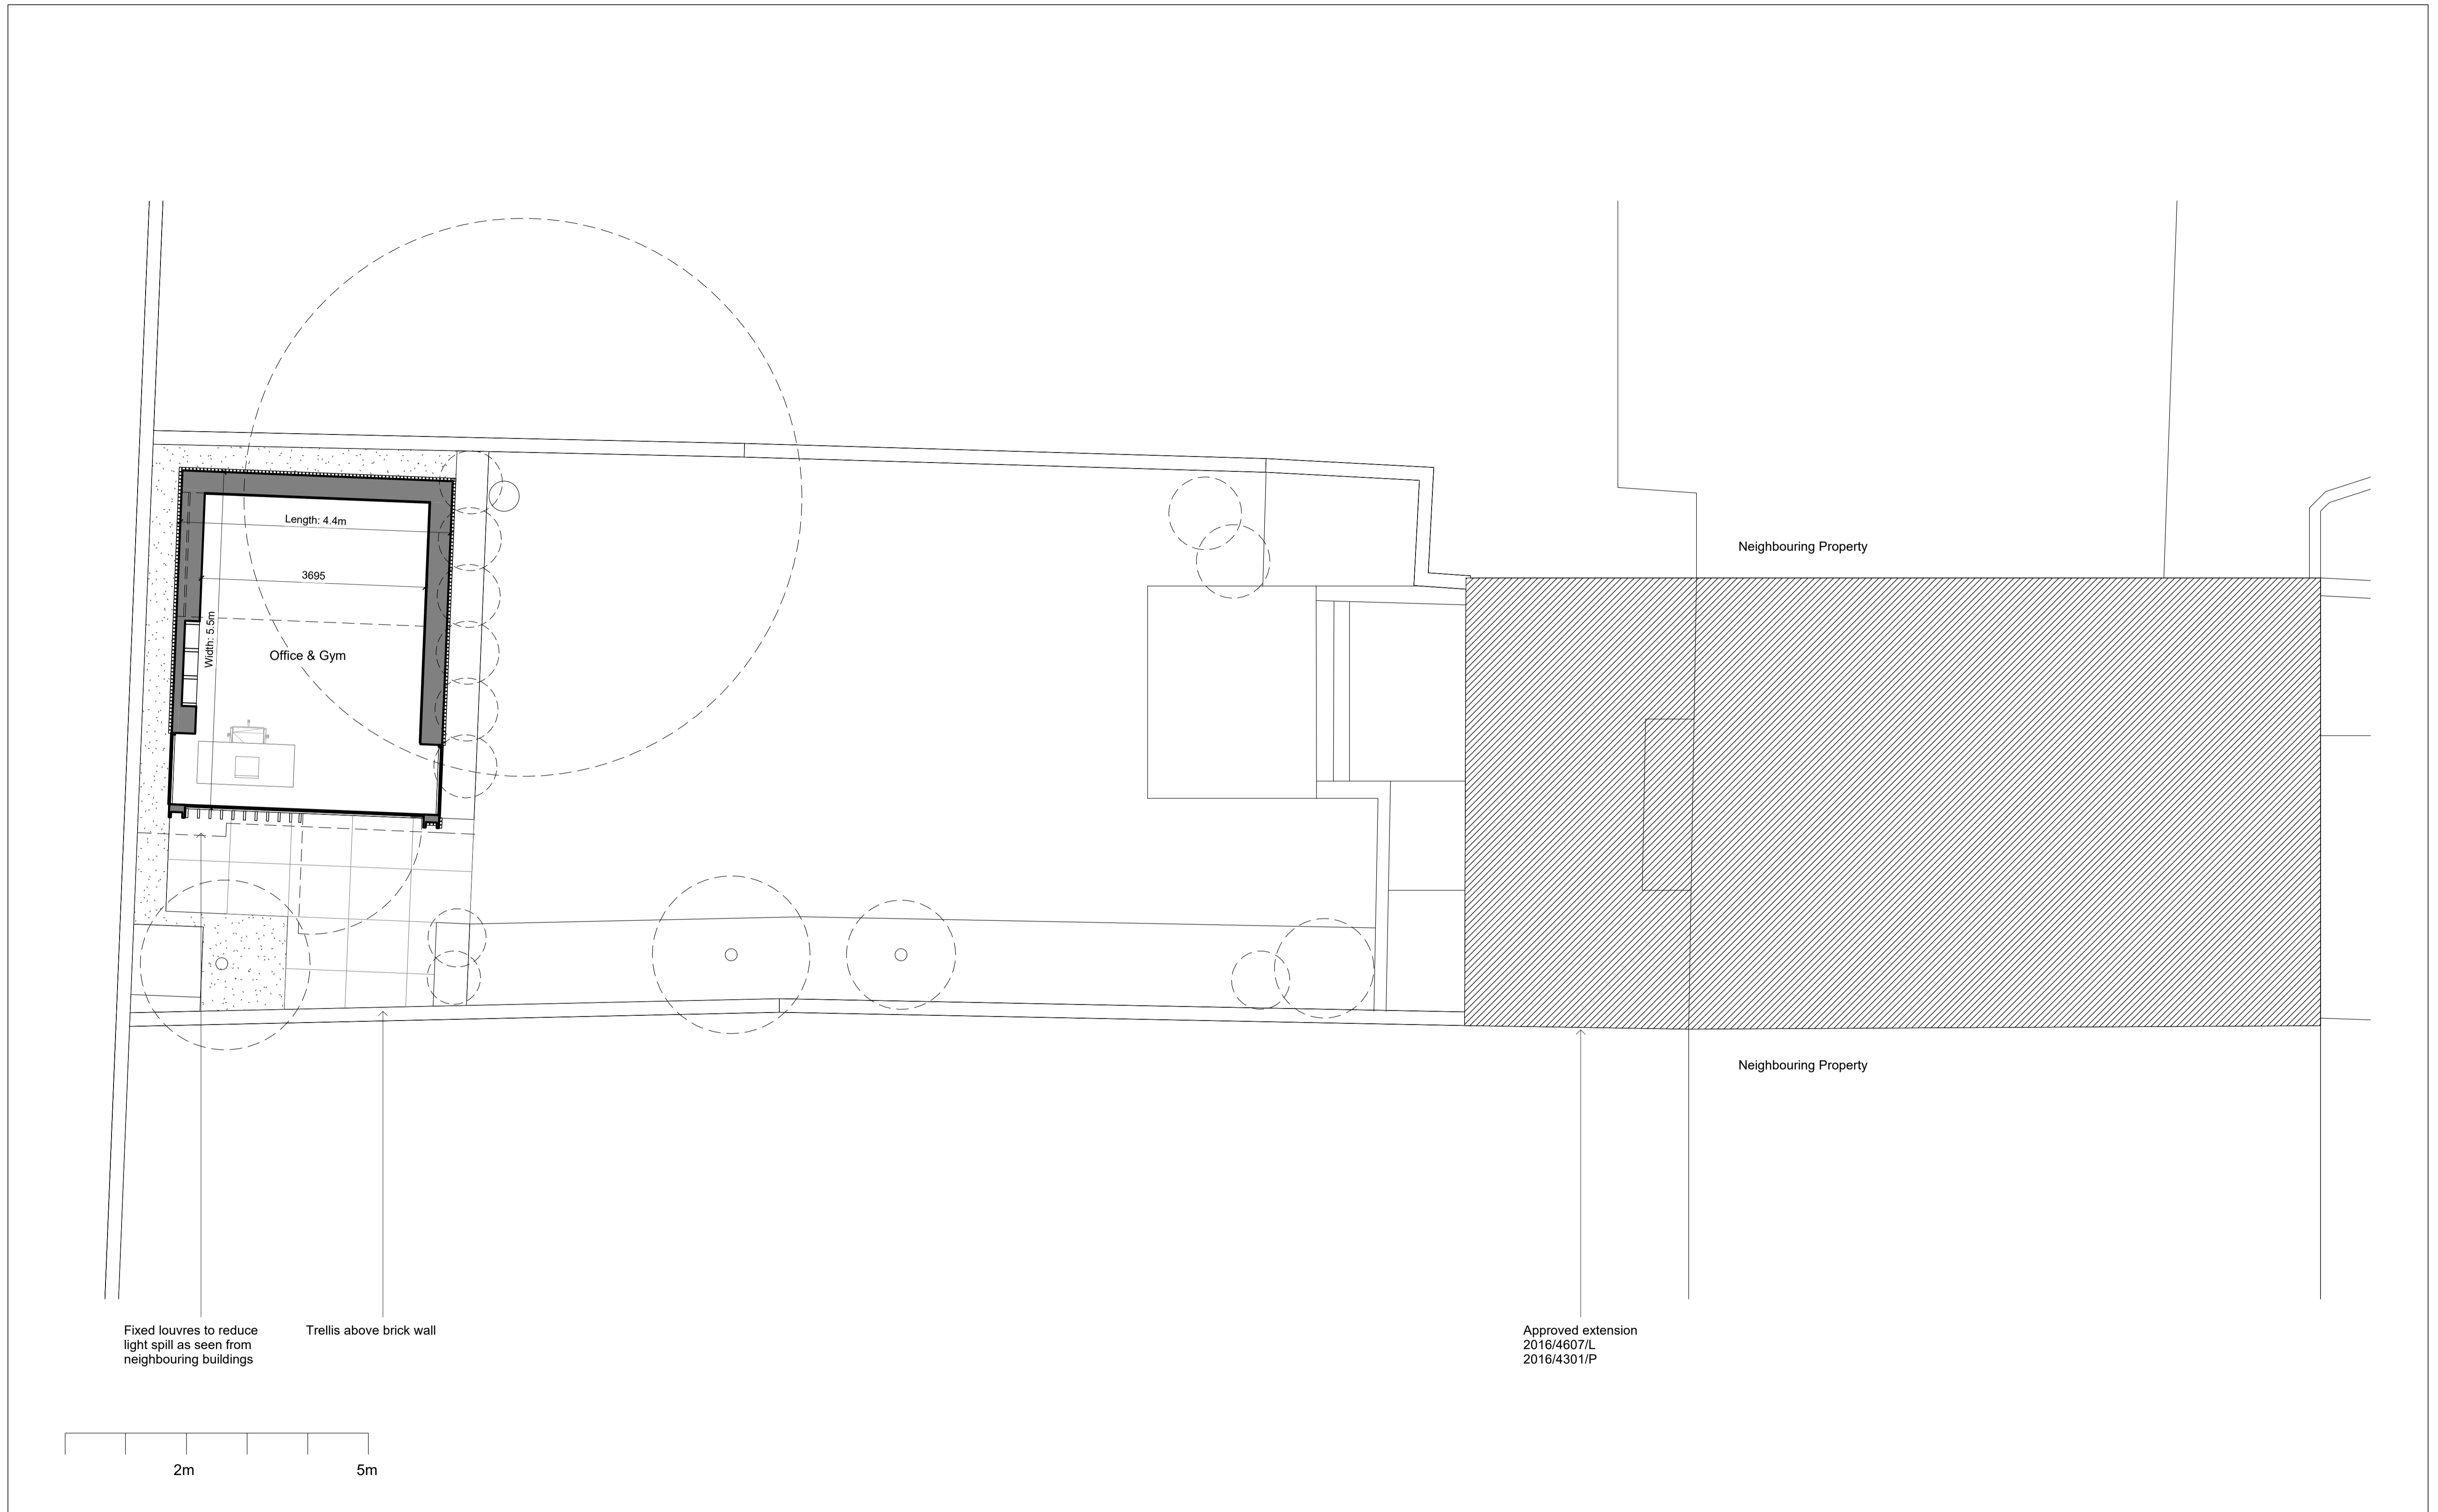 Length: 4.4m
3695
Width: 5.5m
Office & Gym
Neighbouring Property
Neighbouring Property
Fixed louvres to reduce
light spill as seen from
neighbouring buildings
Trellis above brick wall
Approved extension
2016/4607/L
2016/4301/P
2m
5m